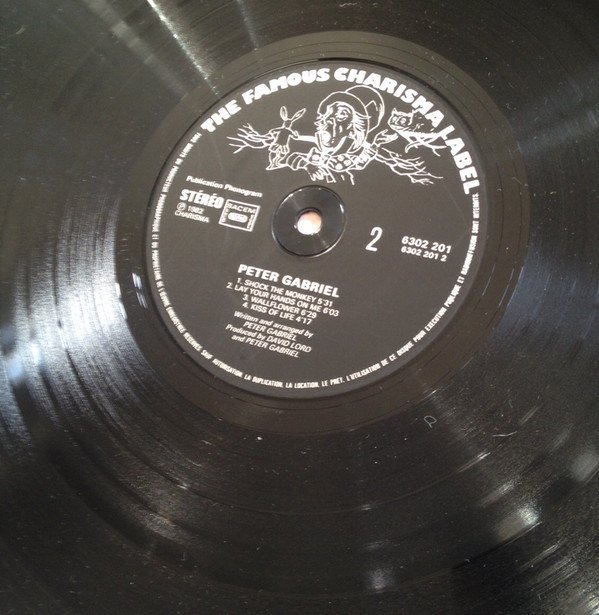 THE FAMOUS CHARISMA LABEL
Publication Phonogram
STÉRÉO
SACEM
℗ 1982
CHARISMA
2
6302 201
6302 201 2
PETER GABRIEL
1. SHOCK THE MONKEY 5'31
2. LAY YOUR HANDS ON ME 6'03
3. WALLFLOWER 6'29
4. KISS OF LIFE 4'17
Written and arranged by
PETER GABRIEL
Produced by DAVID LORD
and PETER GABRIEL
SAUF AUTORISATION, LA DUPLICATION, LA LOCATION, LE PRET, L'UTILISATION DE CE DISQUE POUR EXECUTION PUBLIQUE ET